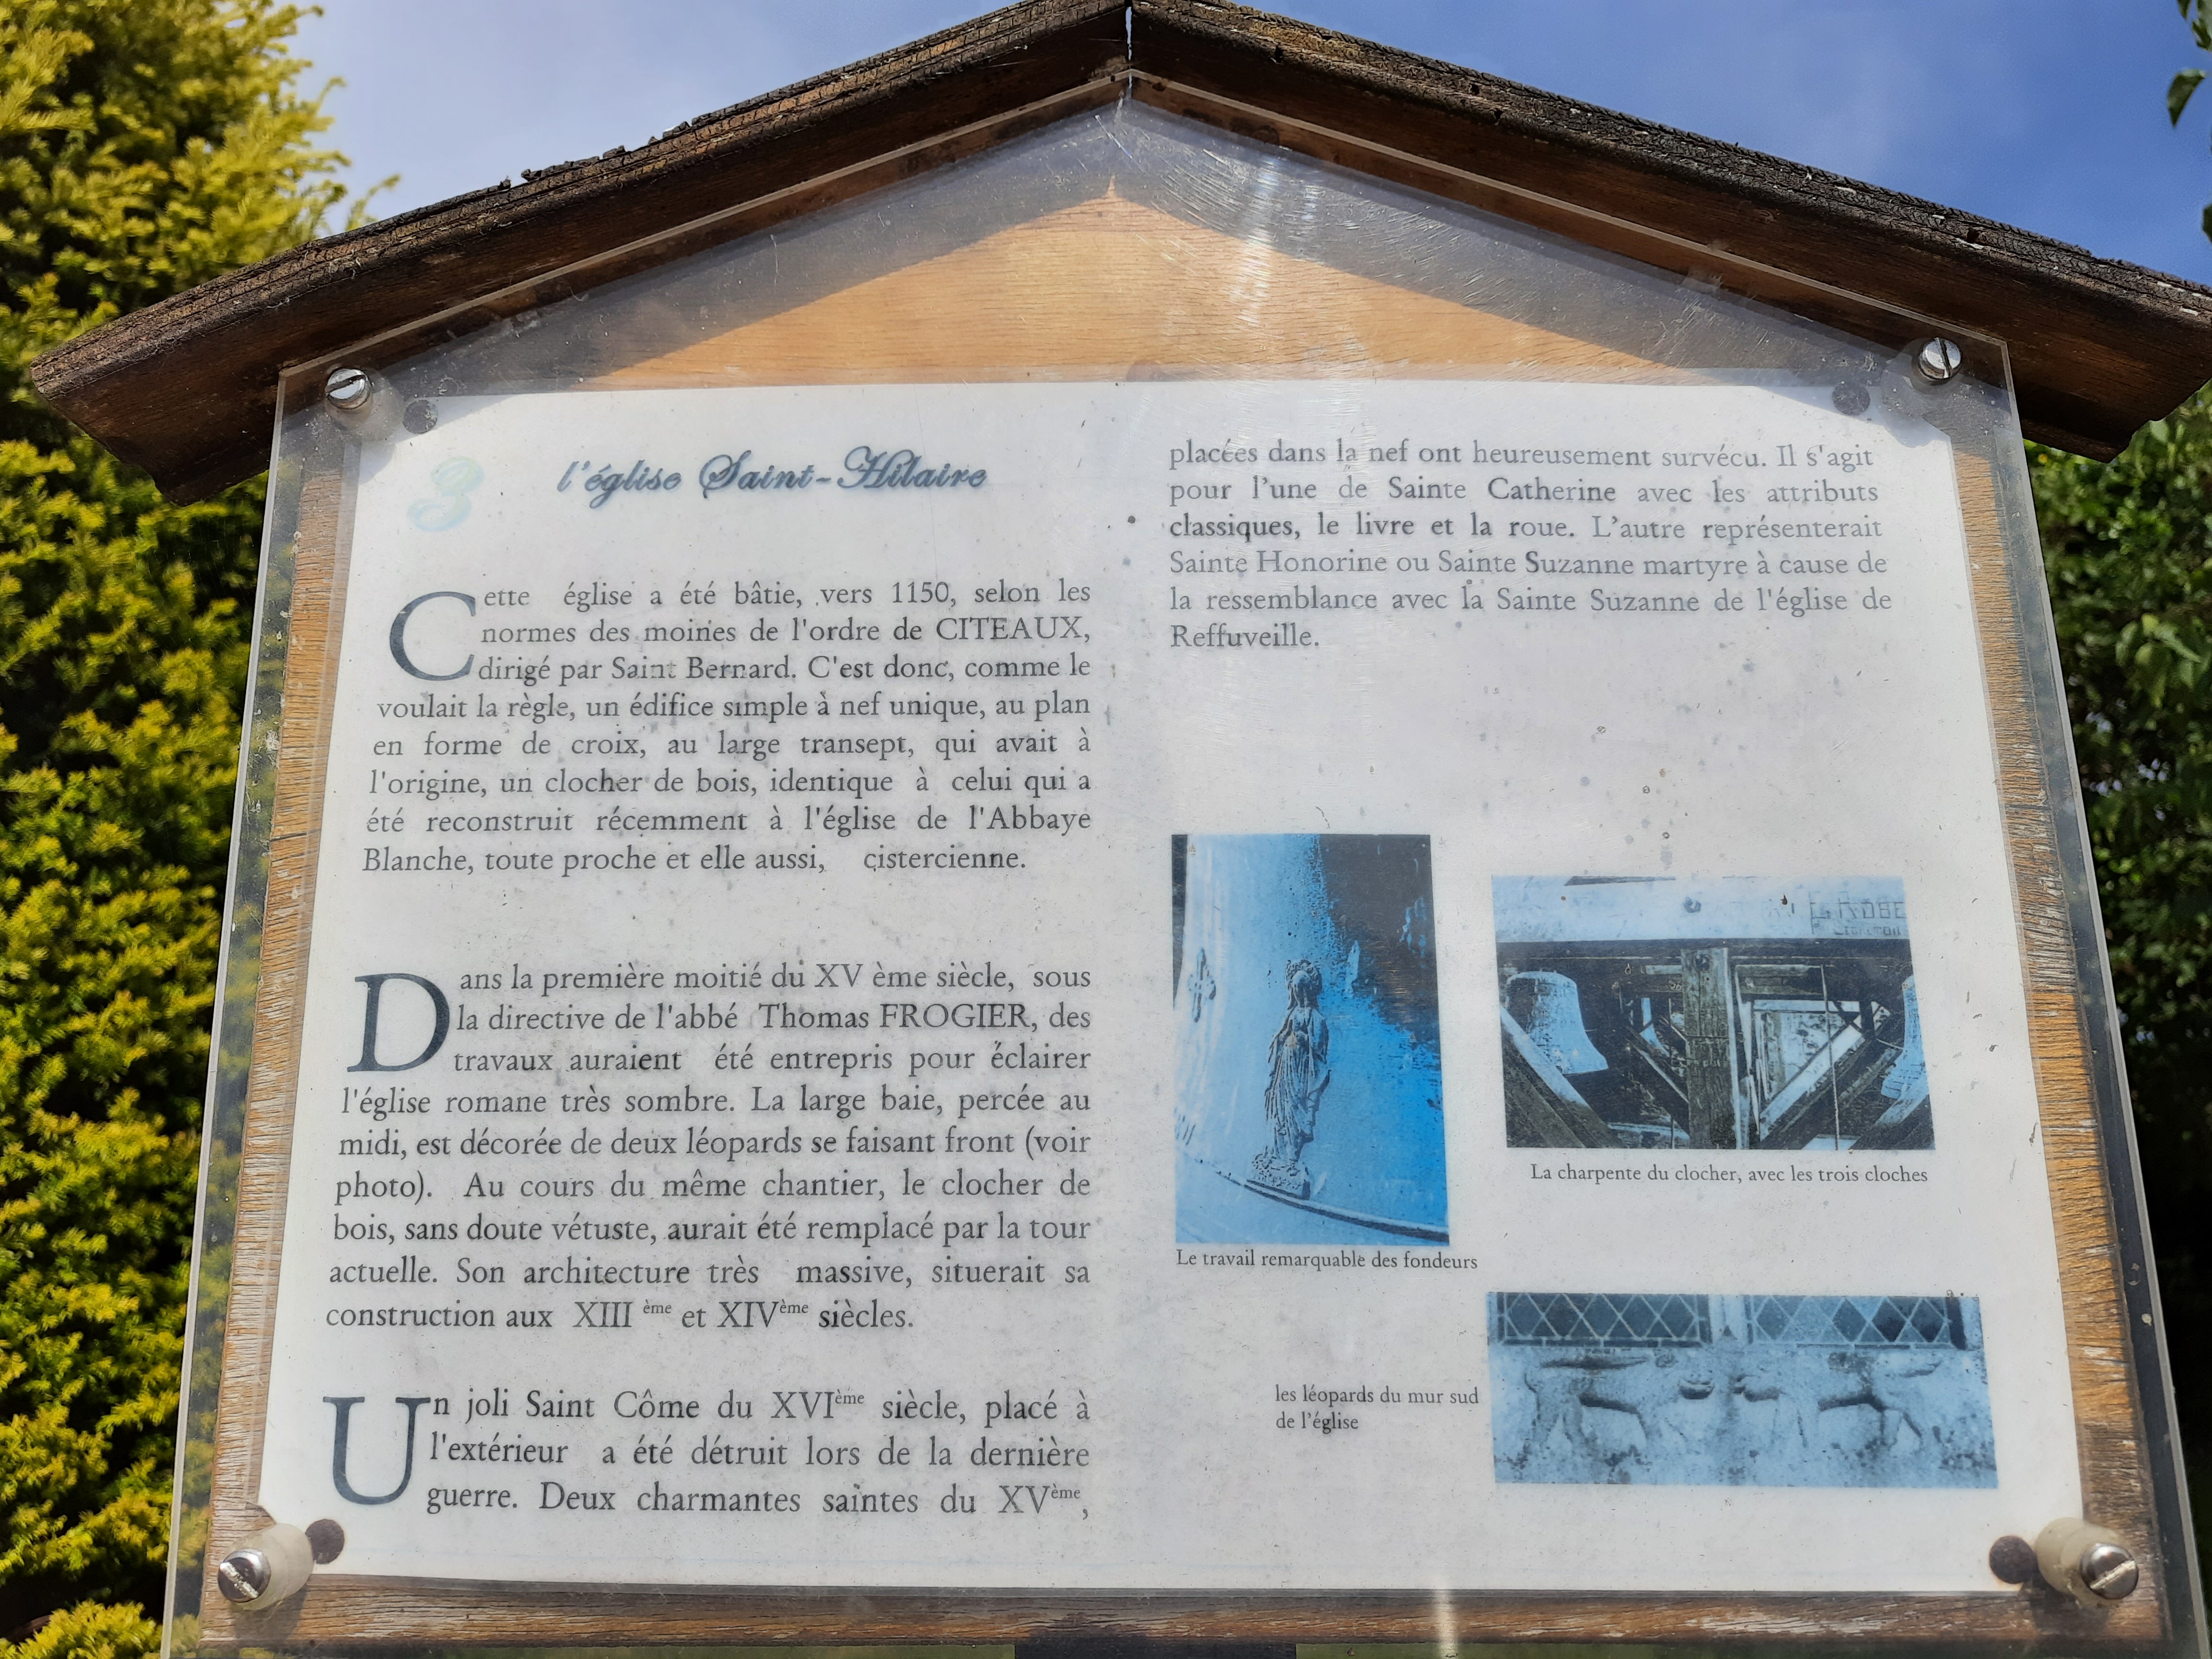 3 l'église Saint-Hilaire
Cette église a été bâtie, vers 1150, selon les
normes des moines de l'ordre de CITEAUX,
dirigé par Saint Bernard. C'est donc, comme le
voulait la règle, un édifice simple à nef unique, au plan
en forme de croix, au large transept, qui avait à
l'origine, un clocher de bois, identique à celui qui a
été reconstruit récemment à l'église de l'Abbaye
Blanche, toute proche et elle aussi, cistercienne.
Dans la première moitié du XV ème siècle, sous
la directive de l'abbé Thomas FROGIER, des
travaux auraient été entrepris pour éclairer
l'église romane très sombre. La large baie, percée au
midi, est décorée de deux léopards se faisant front (voir
photo). Au cours du même chantier, le clocher de
bois, sans doute vétuste, aurait été remplacé par la tour
actuelle. Son architecture très massive, situerait sa
construction aux XIII ème et XIVème siècles.
Un joli Saint Côme du XVIème siècle, placé à
l'extérieur a été détruit lors de la dernière
guerre. Deux charmantes saintes du XVème,
placées dans la nef ont heureusement survécu. Il s'agit
pour l'une de Sainte Catherine avec les attributs
classiques, le livre et la roue. L'autre représenterait
Sainte Honorine ou Sainte Suzanne martyre à cause de
la ressemblance avec la Sainte Suzanne de l'église de
Reffuveille.
La charpente du clocher, avec les trois cloches
Le travail remarquable des fondeurs
les léopards du mur sud
de l'église